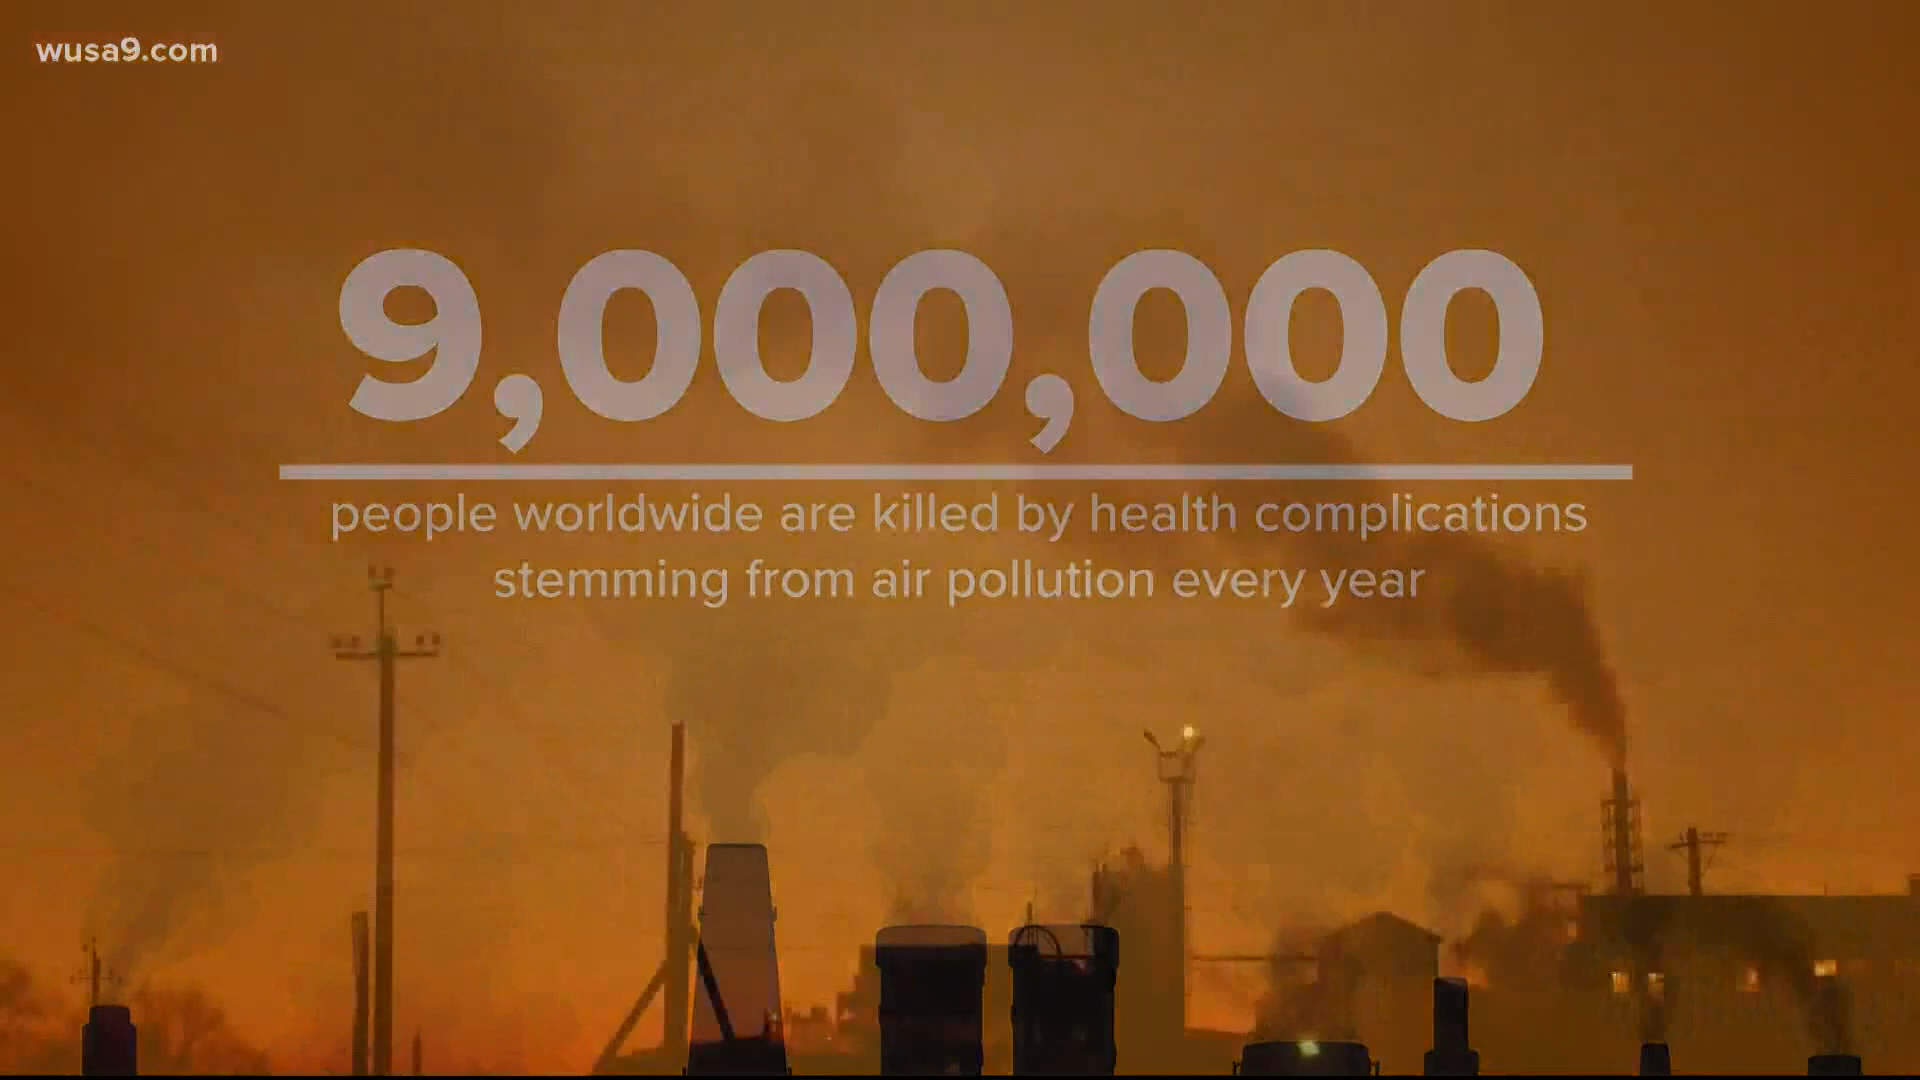 wusa9.com
9,000,000
people worldwide are killed by health complications
stemming from air pollution every year